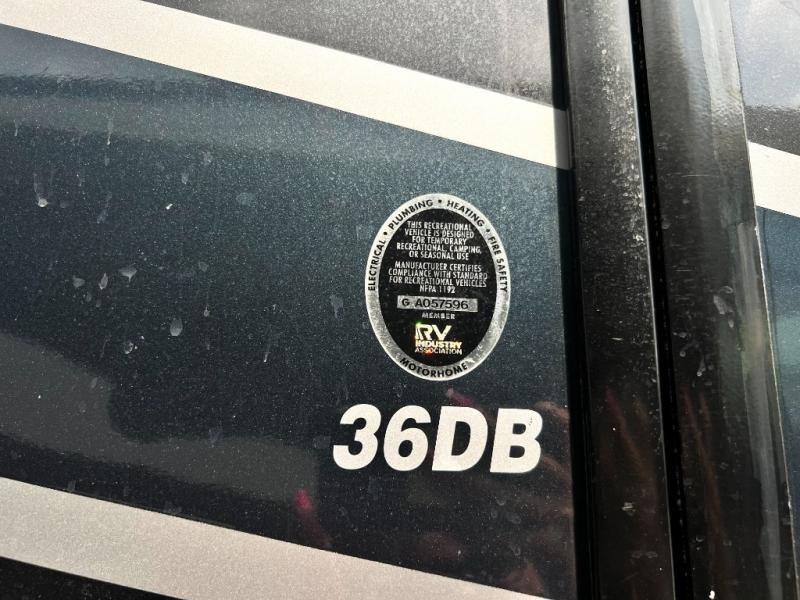 ELECTRICAL • PLUMBING • HEATING • FIRE SAFETY
THIS RECREATIONAL
VEHICLE IS DESIGNED
FOR TEMPORARY
RECREATIONAL, CAMPING,
OR SEASONAL USE
MANUFACTURER CERTIFIES
COMPLIANCE WITH STANDARD
FOR RECREATIONAL VEHICLES
NFPA 1192
G A057596
MEMBER
RV
INDUSTRY
ASSOCIATION
MOTORHOME
36DB